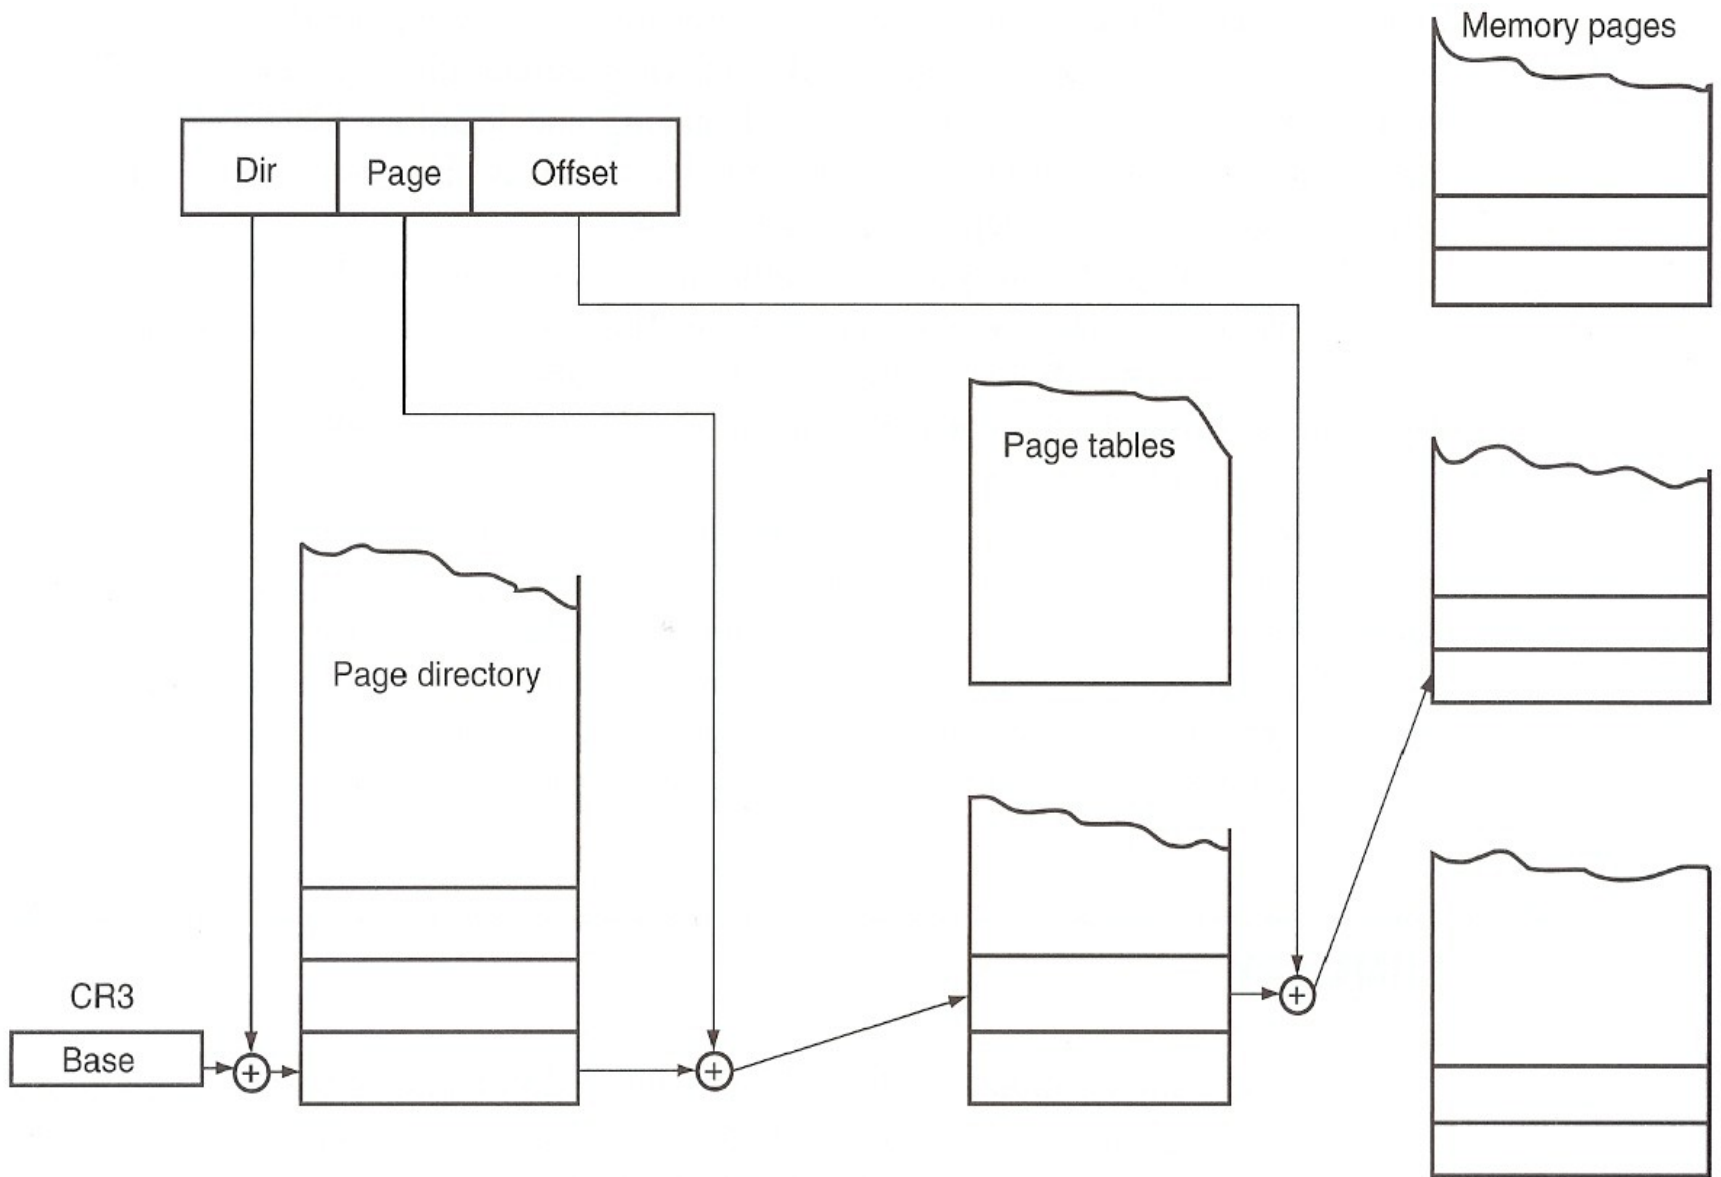 Memory pages
Dir
Page
Offset
Page tables
Page directory
CR3
Base
+
+
+